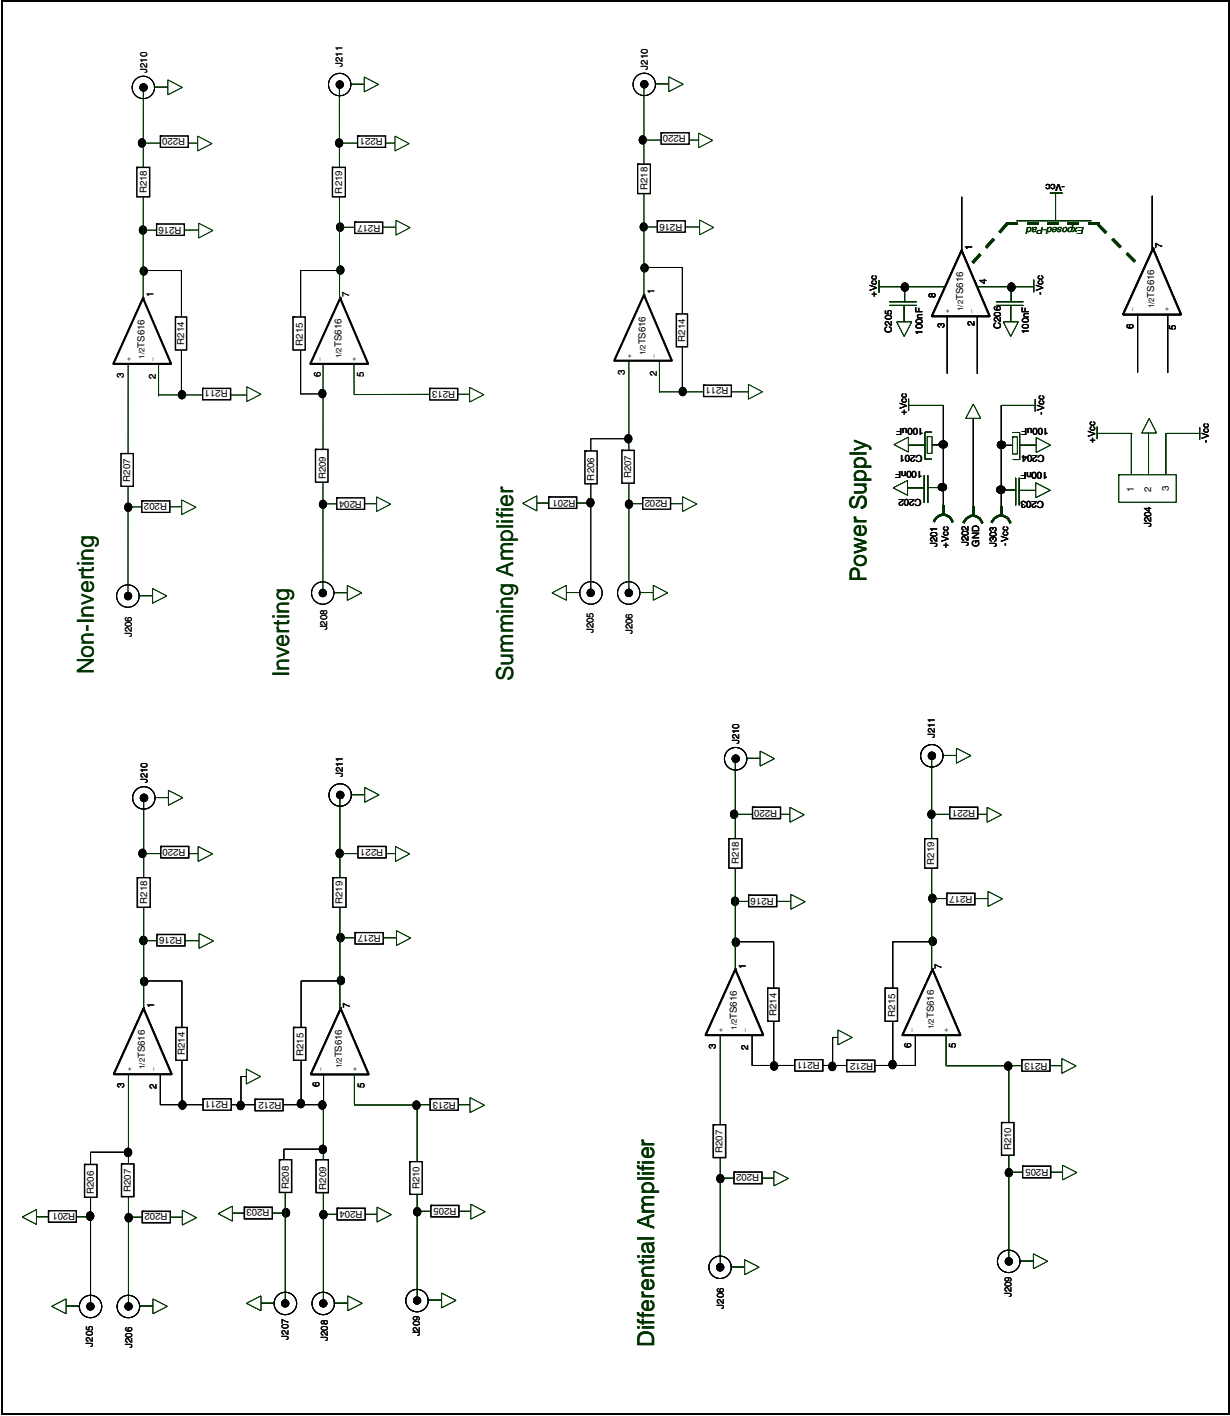 Non-Inverting
J206
R202
R207
3
2
+
-
1/2TS616
1
R214
R211
R216
R218
R220
J210
Inverting
J208
R204
R209
6
5
-
+
1/2TS616
7
R215
R213
R217
R219
R221
J211
Summing Amplifier
J205
J206
R201
R202
R206
R207
3
2
+
-
1/2TS616
1
R214
R211
R216
R218
R220
J210
Power Supply
J201
+Vcc
J202
GND
J303
-Vcc
C202
100nF
C201
100uF
+Vcc
C203
100nF
C204
100uF
-Vcc
+Vcc
C205
100nF
8
3
+
2
-
1/2TS616
1
4
C206
100nF
-Vcc
Exposed-Pad
-Vcc
6
-
5
+
1/2TS616
7
J204
1
2
3
+Vcc
-Vcc
J205
J206
R201
R202
R206
R207
3
2
+
-
1/2TS616
1
R214
R211
R212
R216
R218
R220
J210
J207
J208
J209
R203
R204
R205
R208
R209
R210
6
5
-
+
1/2TS616
7
R215
R213
R217
R219
R221
J211
Differential Amplifier
J206
R202
R207
3
2
+
-
1/2TS616
1
R214
R211
R212
R216
R218
R220
J210
J209
R205
R210
R213
6
5
-
+
1/2TS616
7
R215
R217
R219
R221
J211